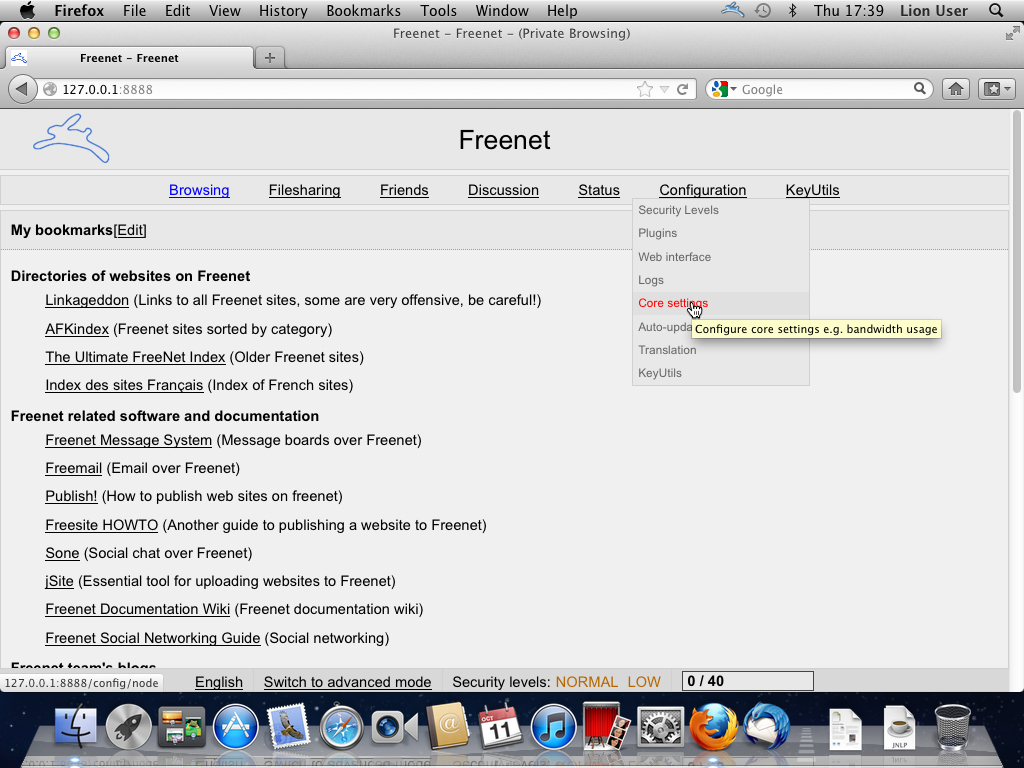 Firefox File Edit View History Bookmarks Tools Window Help Thu 17:39 Lion User
Freenet – Freenet – (Private Browsing)
Freenet – Freenet
127.0.0.1:8888
Google
Freenet
Browsing Filesharing Friends Discussion Status Configuration KeyUtils
Security Levels
Plugins
Web interface
Logs
Core settings
Auto-upda
Configure core settings e.g. bandwidth usage
Translation
KeyUtils
My bookmarks[Edit]
Directories of websites on Freenet
Linkageddon (Links to all Freenet sites, some are very offensive, be careful!)
AFKindex (Freenet sites sorted by category)
The Ultimate FreeNet Index (Older Freenet sites)
Index des sites Français (Index of French sites)
Freenet related software and documentation
Freenet Message System (Message boards over Freenet)
Freemail (Email over Freenet)
Publish! (How to publish web sites on freenet)
Freesite HOWTO (Another guide to publishing a website to Freenet)
Sone (Social chat over Freenet)
jSite (Essential tool for uploading websites to Freenet)
Freenet Documentation Wiki (Freenet documentation wiki)
Freenet Social Networking Guide (Social networking)
Freenet team's blogs
127.0.0.1:8888/config/node
English Switch to advanced mode Security levels: NORMAL LOW 0 / 40
OCT
11
JNLP